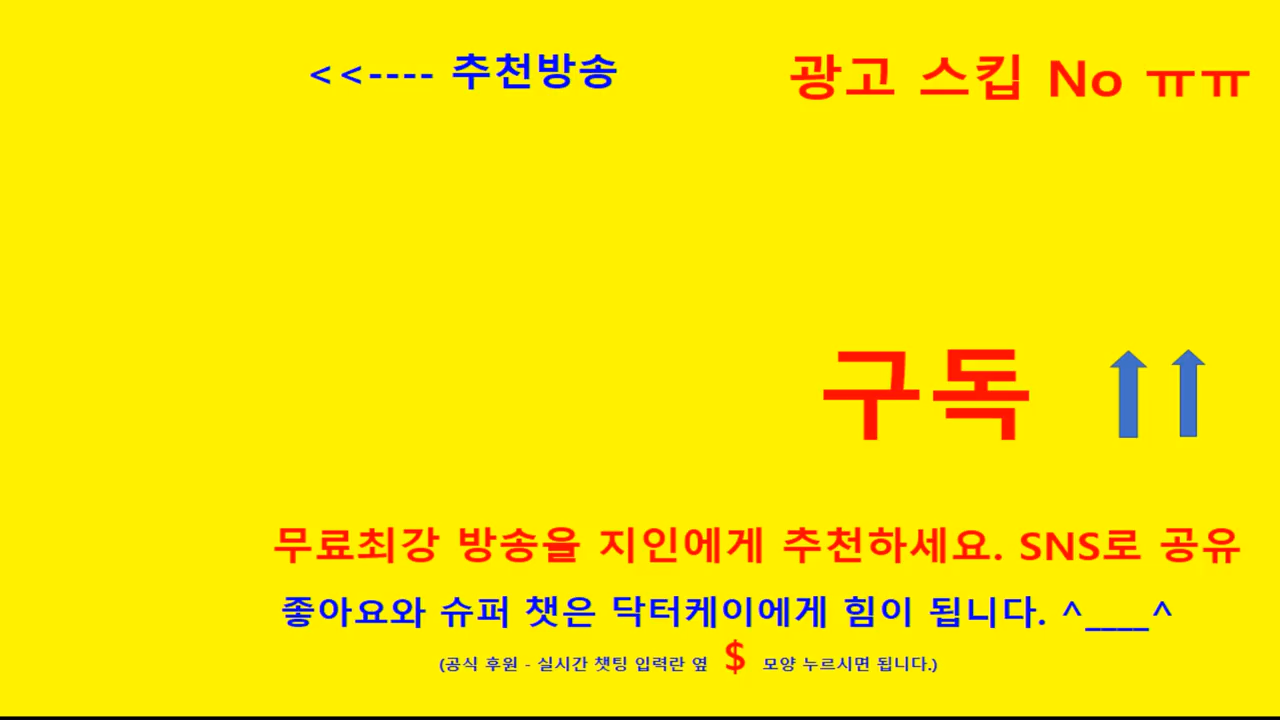 <<---- 추천방송
광고 스킵 No ㅠㅠ
구독
무료최강 방송을 지인에게 추천하세요. SNS로 공유
좋아요와 슈퍼 챗은 닥터케이에게 힘이 됩니다. ^____^
(공식 후원 - 실시간 챗팅 입력란 옆 $ 모양 누르시면 됩니다.)